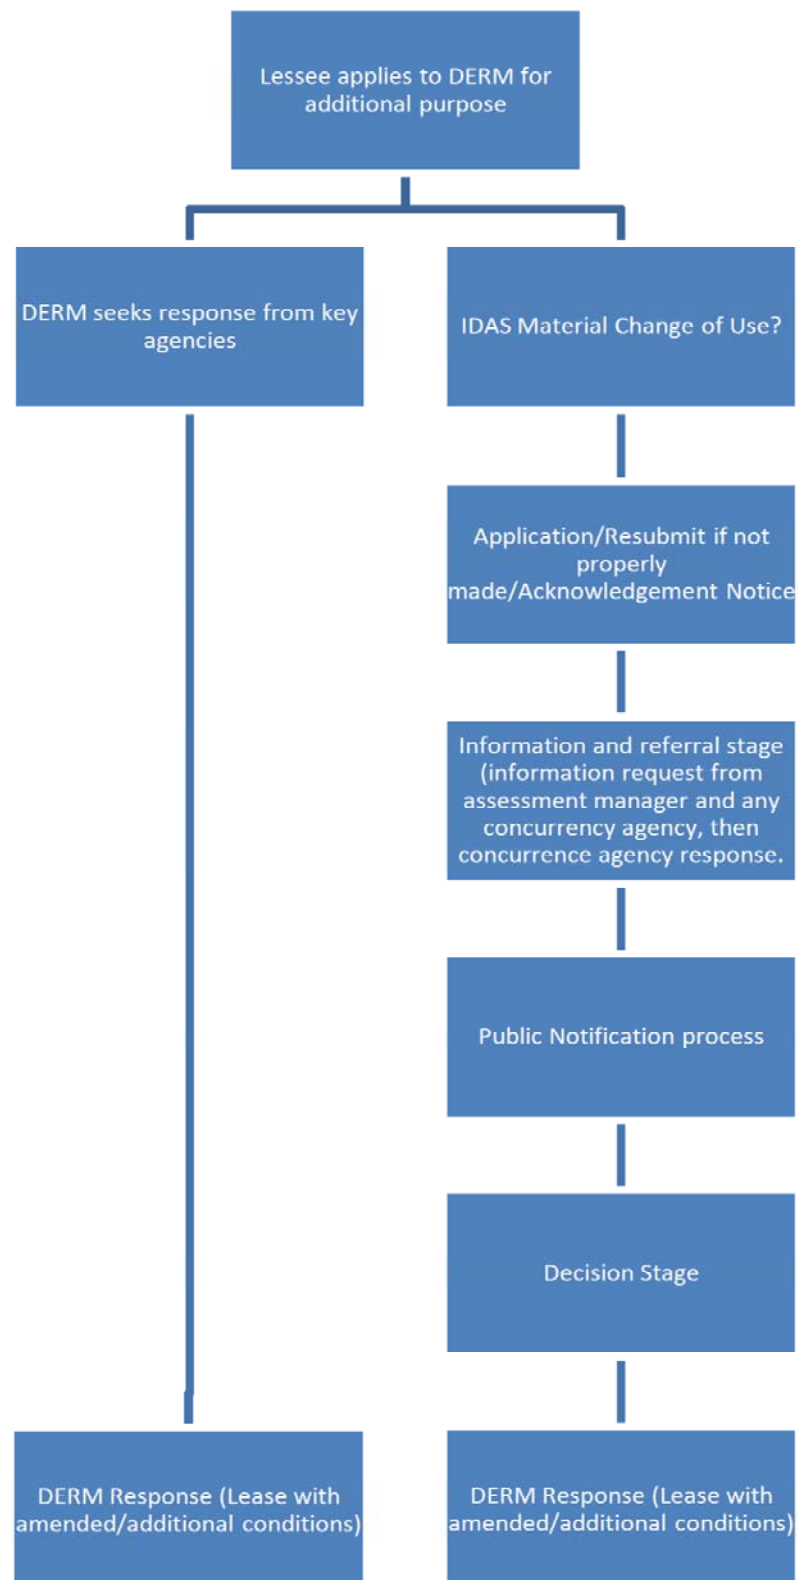 Lessee applies to DERM for
additional purpose
DERM seeks response from key
agencies
IDAS Material Change of Use?
Application/Resubmit if not
properly
made/Acknowledgement Notice
Information and referral stage
(information request from
assessment manager and any
concurrency agency, then
concurrence agency response.
Public Notification process
Decision Stage
DERM Response (Lease with
amended/additional conditions)
DERM Response (Lease with
amended/additional conditions)